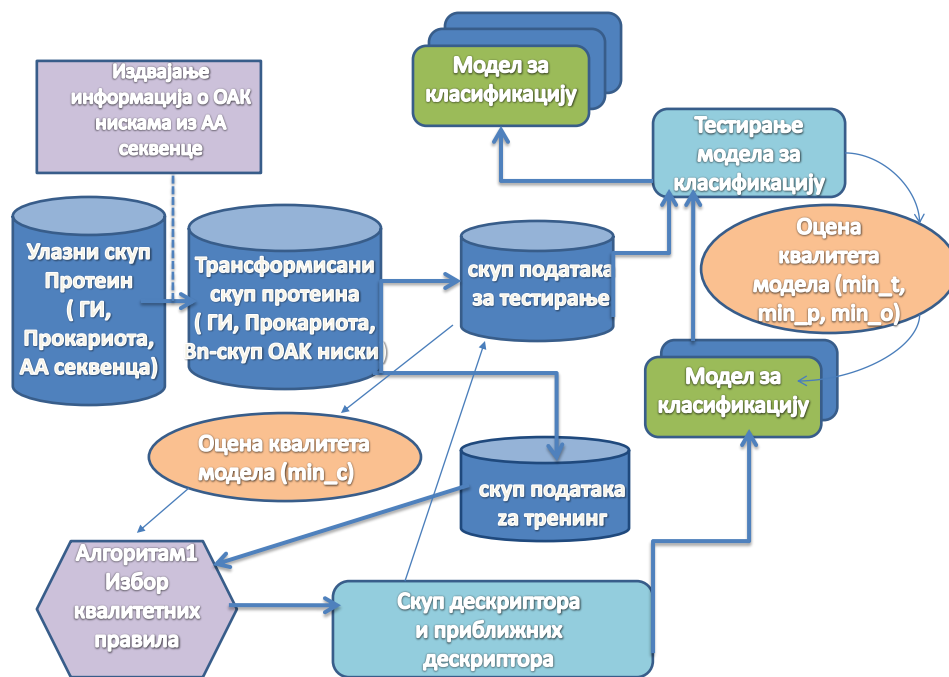 Модел за
класификацију
Издвајање
информација о ОАК
нискама из АА
секвенце
Тестирање
модела за
класификацију
Улазни скуп
Протеин
( ГИ,
Прокариота,
АА секвенца)
Трансформисани
скуп протеина
( ГИ, Прокариота,
Bn-скуп ОАК ниски)
скуп података
за тестирање
Оцена
квалитета
модела (min_t,
min_p, min_o)
Модел за
класификацију
Оцена квалитета
модела (min_c)
скуп података
zа тренинг
Алгоритам1
Избор
квалитетних
правила
Скуп дескриптора
и приближних
дескриптора